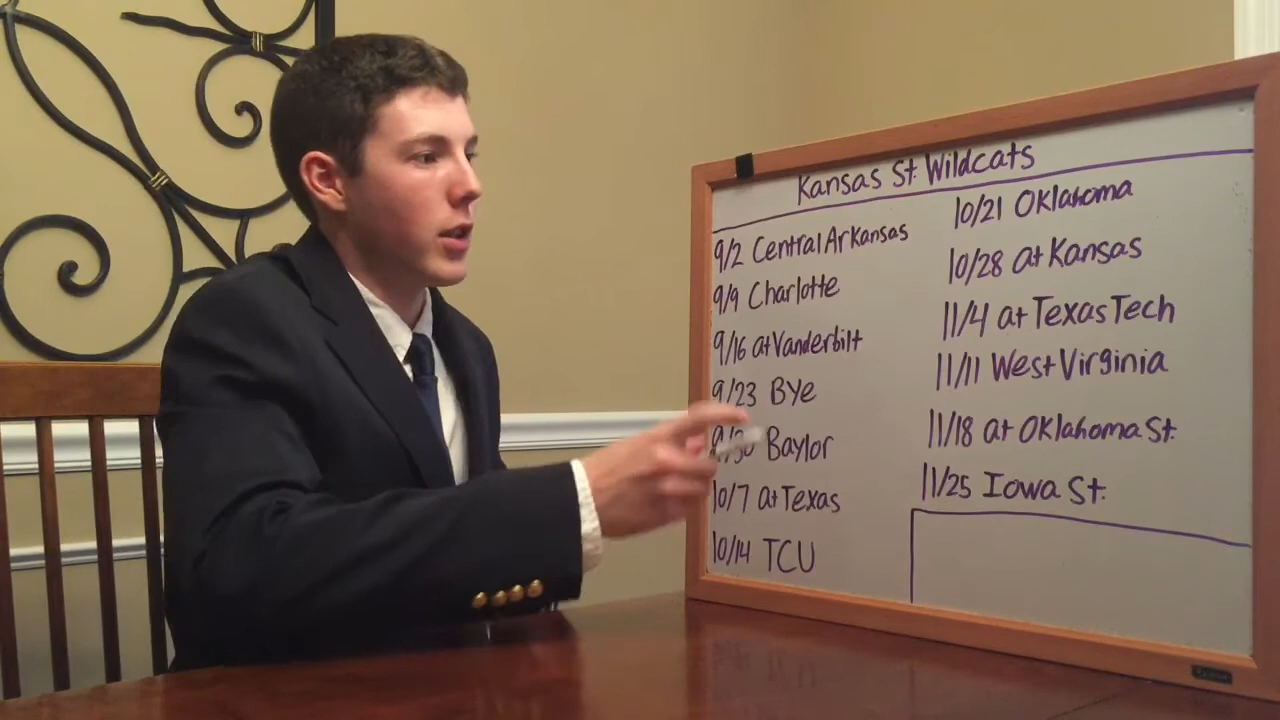 Kansas St. Wildcats
9/2 Central Arkansas
9/9 Charlotte
9/16 at Vanderbilt
9/23 Bye
9/30 Baylor
10/7 at Texas
10/14 TCU
10/21 Oklahoma
10/28 at Kansas
11/4 at Texas Tech
11/11 West Virginia
11/18 at Oklahoma St.
11/25 Iowa St.